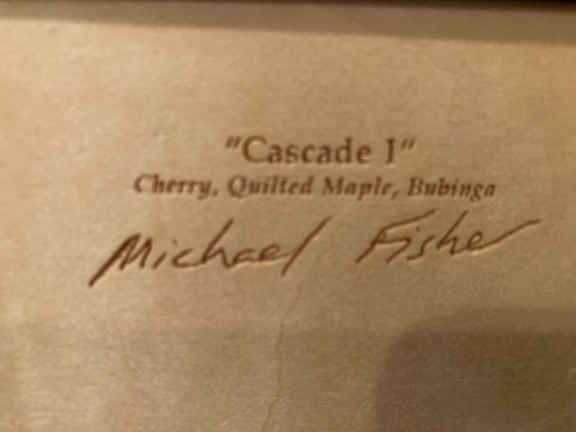 "Cascade I"
Cherry, Quilted Maple, Bubinga
Michael Fisher